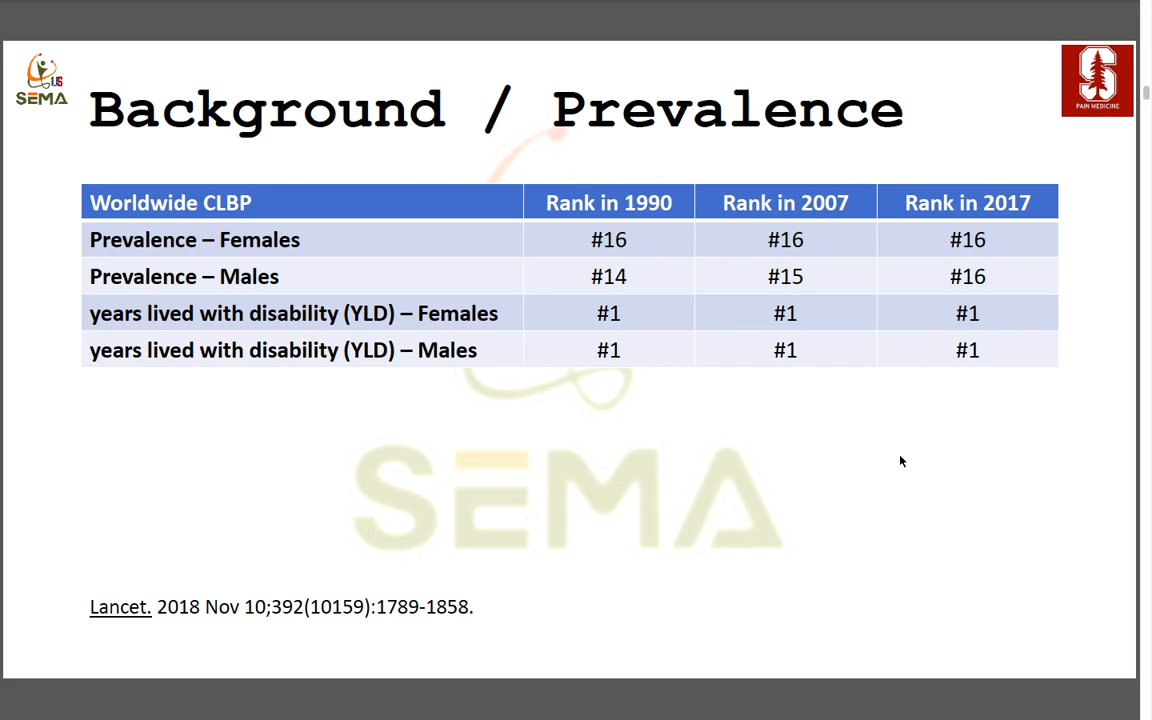 US
SEMA
S
PAIN MEDICINE
Background / Prevalence
Worldwide CLBP Rank in 1990 Rank in 2007 Rank in 2017
Prevalence – Females #16 #16 #16
Prevalence – Males #14 #15 #16
years lived with disability (YLD) – Females #1 #1 #1
years lived with disability (YLD) – Males #1 #1 #1
SEMA
Lancet. 2018 Nov 10;392(10159):1789-1858.